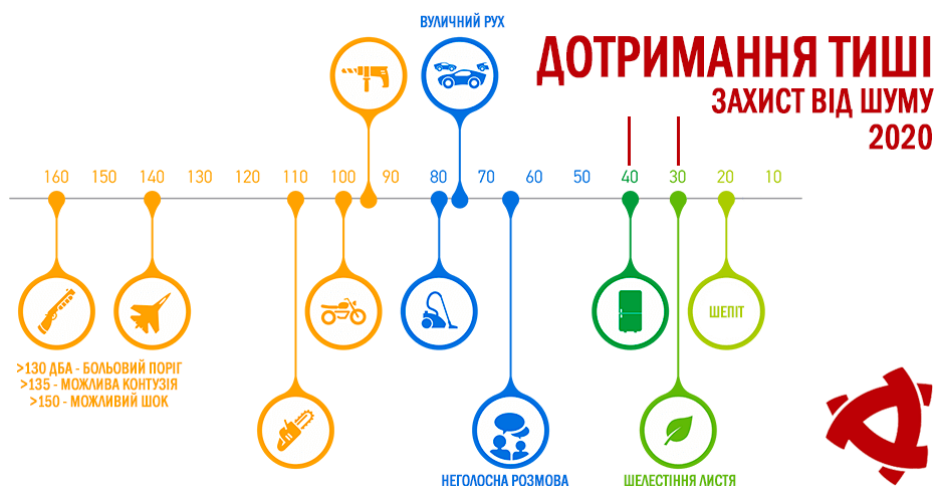 ВУЛИЧНИЙ РУХ
ДОТРИМАННЯ ТИШІ
ЗАХИСТ ВІД ШУМУ
2020
160 150 140 130 120 110 100 90 80 70 60 50 40 30 20 10
ШЕПІТ
>130 ДБА - БОЛЬОВИЙ ПОРІГ
>135 - МОЖЛИВА КОНТУЗІЯ
>150 - МОЖЛИВИЙ ШОК
НЕГОЛОСНА РОЗМОВА
ШЕЛЕСТІННЯ ЛИСТЯ